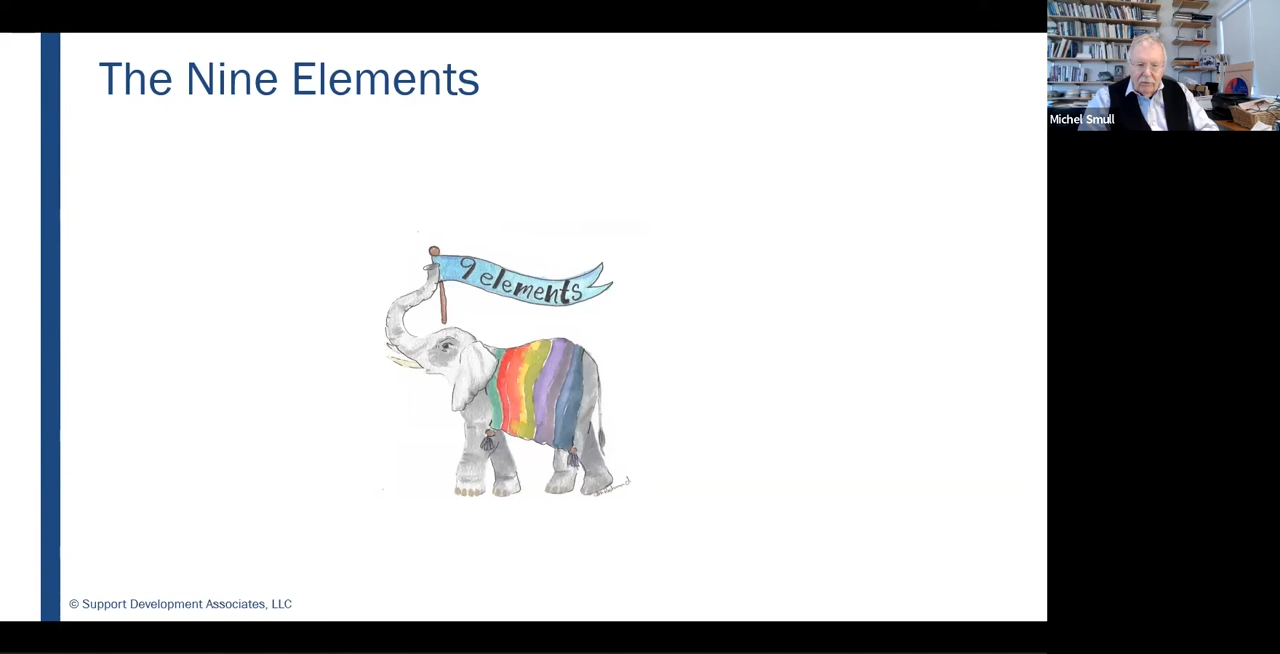 The Nine Elements
Michel Smull
9 elements
© Support Development Associates, LLC